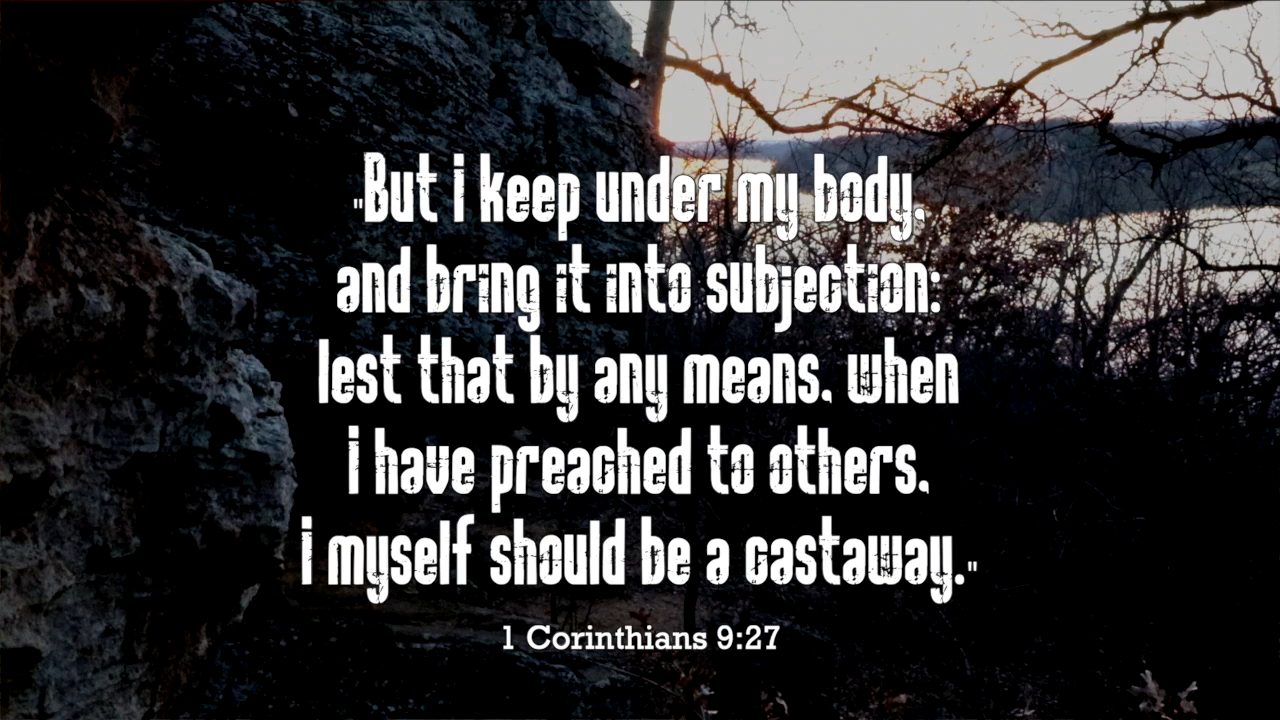 "But i keep under my body,
and bring it into subjection:
lest that by any means, when
i have preached to others,
i myself should be a castaway."
1 Corinthians 9:27